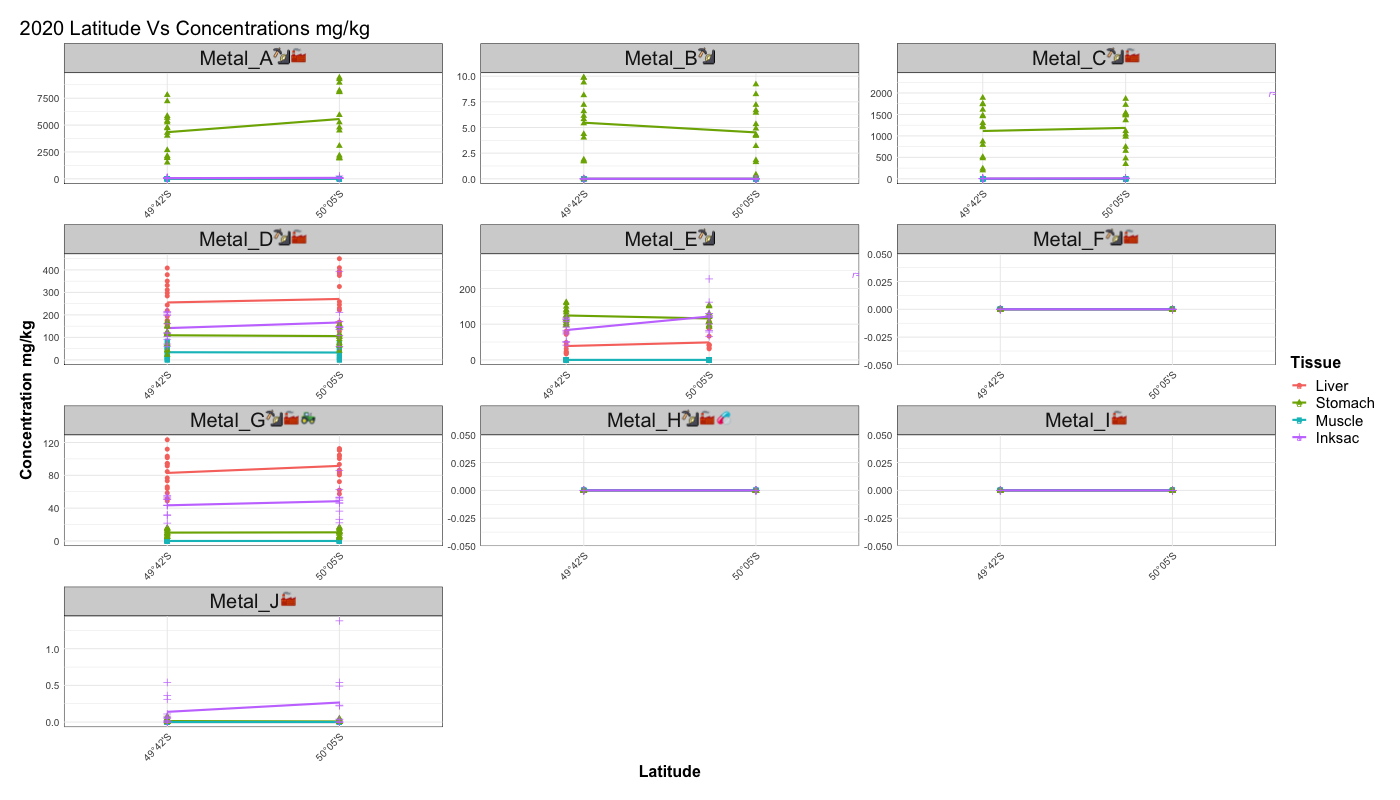 2020 Latitude Vs Concentrations mg/kg
Metal_A
Metal_B
Metal_C
7500
5000
2500
0
10.0
7.5
5.0
2.5
0.0
2000
1500
1000
500
0
49°42'S
50°05'S
49°42'S
50°05'S
49°42'S
50°05'S
Metal_D
Metal_E
Metal_F
400
300
200
100
0
200
100
0
0.050
0.025
0.000
-0.025
-0.050
49°42'S
50°05'S
49°42'S
50°05'S
49°42'S
50°05'S
Metal_G
Metal_H
Metal_I
120
80
40
0
0.050
0.025
0.000
-0.025
-0.050
0.050
0.025
0.000
-0.025
-0.050
49°42'S
50°05'S
49°42'S
50°05'S
49°42'S
50°05'S
Metal_J
1.0
0.5
0.0
49°42'S
50°05'S
Latitude
Concentration mg/kg
Tissue
Liver
Stomach
Muscle
Inksac